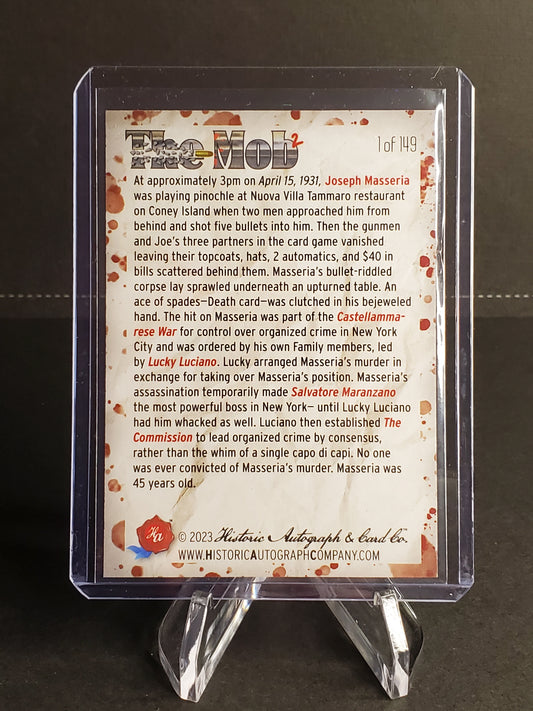 The Mob 2
1 of 149
At approximately 3pm on April 15, 1931, Joseph Masseria
was playing pinochle at Nuova Villa Tammaro restaurant
on Coney Island when two men approached him from
behind and shot five bullets into him. Then the gunmen
and Joe's three partners in the card game vanished
leaving their topcoats, hats, 2 automatics, and $40 in
bills scattered behind them. Masseria's bullet-riddled
corpse lay sprawled underneath an upturned table. An
ace of spades—Death card—was clutched in his bejeweled
hand. The hit on Masseria was part of the Castellamma-
rese War for control over organized crime in New York
City and was ordered by his own Family members, led
by Lucky Luciano. Lucky arranged Masseria's murder in
exchange for taking over Masseria's position. Masseria's
assassination temporarily made Salvatore Maranzano
the most powerful boss in New York— until Lucky Luciano
had him whacked as well. Luciano then established The
Commission to lead organized crime by consensus,
rather than the whim of a single capo di capi. No one
was ever convicted of Masseria's murder. Masseria was
45 years old.
Ha
© 2023 Historic Autograph & Card Co.
www.HistoricAutographCompany.com